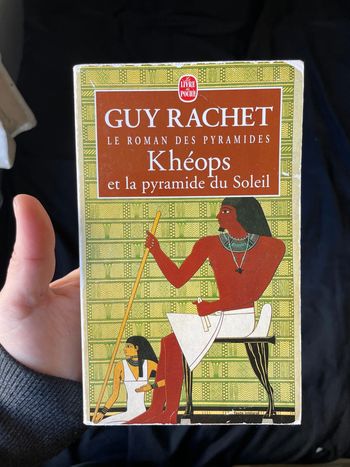 LE LIVRE
DE POCHE
GUY RACHET
LE ROMAN DES PYRAMIDES
Khéops
et la pyramide du Soleil